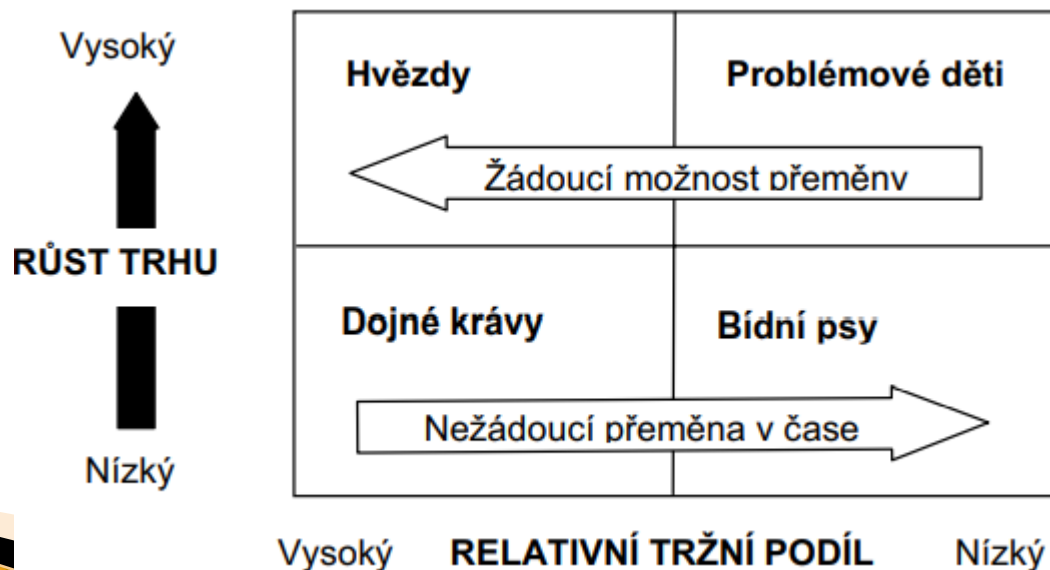 Vysoký
Hvězdy
Problémové děti
Žádoucí možnost přeměny
RŮST TRHU
Dojné krávy
Bídní psy
Nežádoucí přeměna v čase
Nízký
Vysoký RELATIVNÍ TRŽNÍ PODÍL Nízký